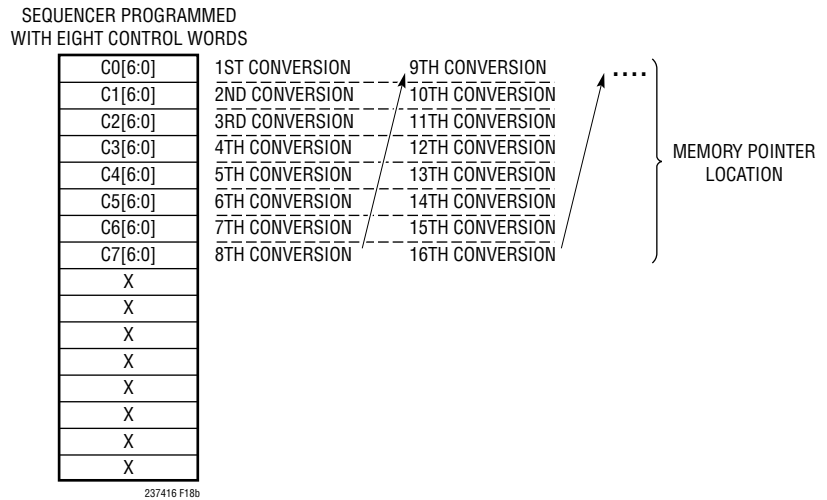 SEQUENCER PROGRAMMED
WITH EIGHT CONTROL WORDS
C0[6:0] 1ST CONVERSION 9TH CONVERSION ....
C1[6:0] 2ND CONVERSION 10TH CONVERSION
C2[6:0] 3RD CONVERSION 11TH CONVERSION
C3[6:0] 4TH CONVERSION 12TH CONVERSION
C4[6:0] 5TH CONVERSION 13TH CONVERSION
C5[6:0] 6TH CONVERSION 14TH CONVERSION
C6[6:0] 7TH CONVERSION 15TH CONVERSION
C7[6:0] 8TH CONVERSION 16TH CONVERSION
MEMORY POINTER
LOCATION
X
X
X
X
X
X
X
X
237416 F18b